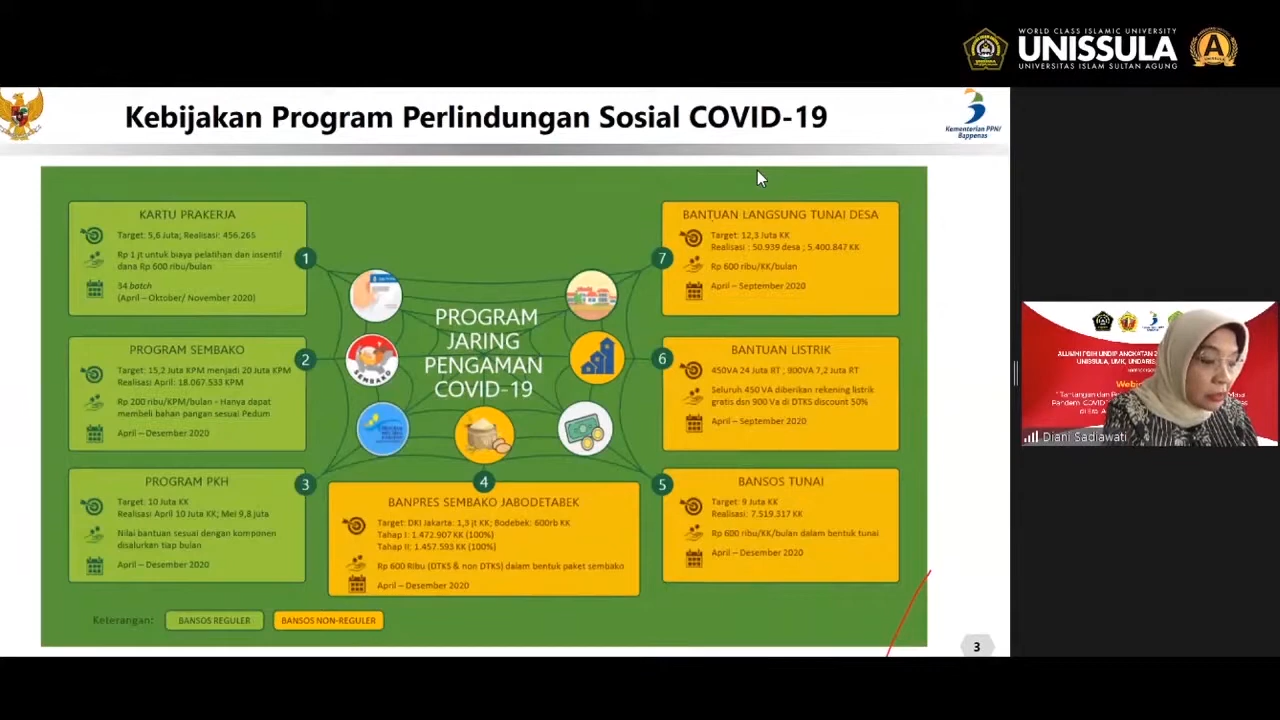 WORLD CLASS ISLAMIC UNIVERSITY
UNISSULA
UNIVERSITAS ISLAM SULTAN AGUNG
A
Kebijakan Program Perlindungan Sosial COVID-19
Kementerian PPN/
Bappenas
KARTU PRAKERJA
Target: 5,6 Juta; Realisasi: 456.265
Rp 1 jt untuk biaya pelatihan dan insentif
dana Rp 600 ribu/bulan
34 batch
(April – Oktober/ November 2020)
1
PROGRAM SEMBAKO
Target: 15,2 Juta KPM menjadi 20 Juta KPM
Realisasi April: 18.067.533 KPM
Rp 200 ribu/KPM/bulan - Hanya dapat
membeli bahan pangan sesuai Pedum
April – Desember 2020
2
PROGRAM PKH
Target: 10 Juta KK
Realisasi April 10 Juta KK; Mei 9,8 juta
Nilai bantuan sesuai dengan komponen
disalurkan tiap bulan
April – Desember 2020
3
PROGRAM
JARING
PENGAMAN
COVID-19
SEMBAKO
4
BANPRES SEMBAKO JABODETABEK
Target: DKI Jakarta: 1,3 jt KK; Bodebek: 600rb KK
Tahap I: 1.472.907 KK (100%)
Tahap II: 1.457.593 KK (100%)
Rp 600 Ribu (DTKS & non DTKS) dalam bentuk paket sembako
April – Desember 2020
7
BANTUAN LANGSUNG TUNAI DESA
Target: 12,3 Juta KK
Realisasi : 50.939 desa ; 5.400.847 KK
Rp 600 ribu/KK/bulan
April – September 2020
6
BANTUAN LISTRIK
450VA 24 Juta RT ; 900VA 7,2 Juta RT
Seluruh 450 VA diberikan rekening listrik
gratis dsn 900 Va di DTKS discount 50%
April – September 2020
5
BANSOS TUNAI
Target: 9 Juta KK
Realisasi: 7.519.317 KK
Rp 600 ribu/KK/bulan dalam bentuk tunai
April – Desember 2020
Keterangan:
BANSOS REGULER
BANSOS NON-REGULER
3
ALUMNI PDIH UNDIP ANGKATAN
UNISSULA, UMK, UNDARIS
Webin
Diani Sadiawati